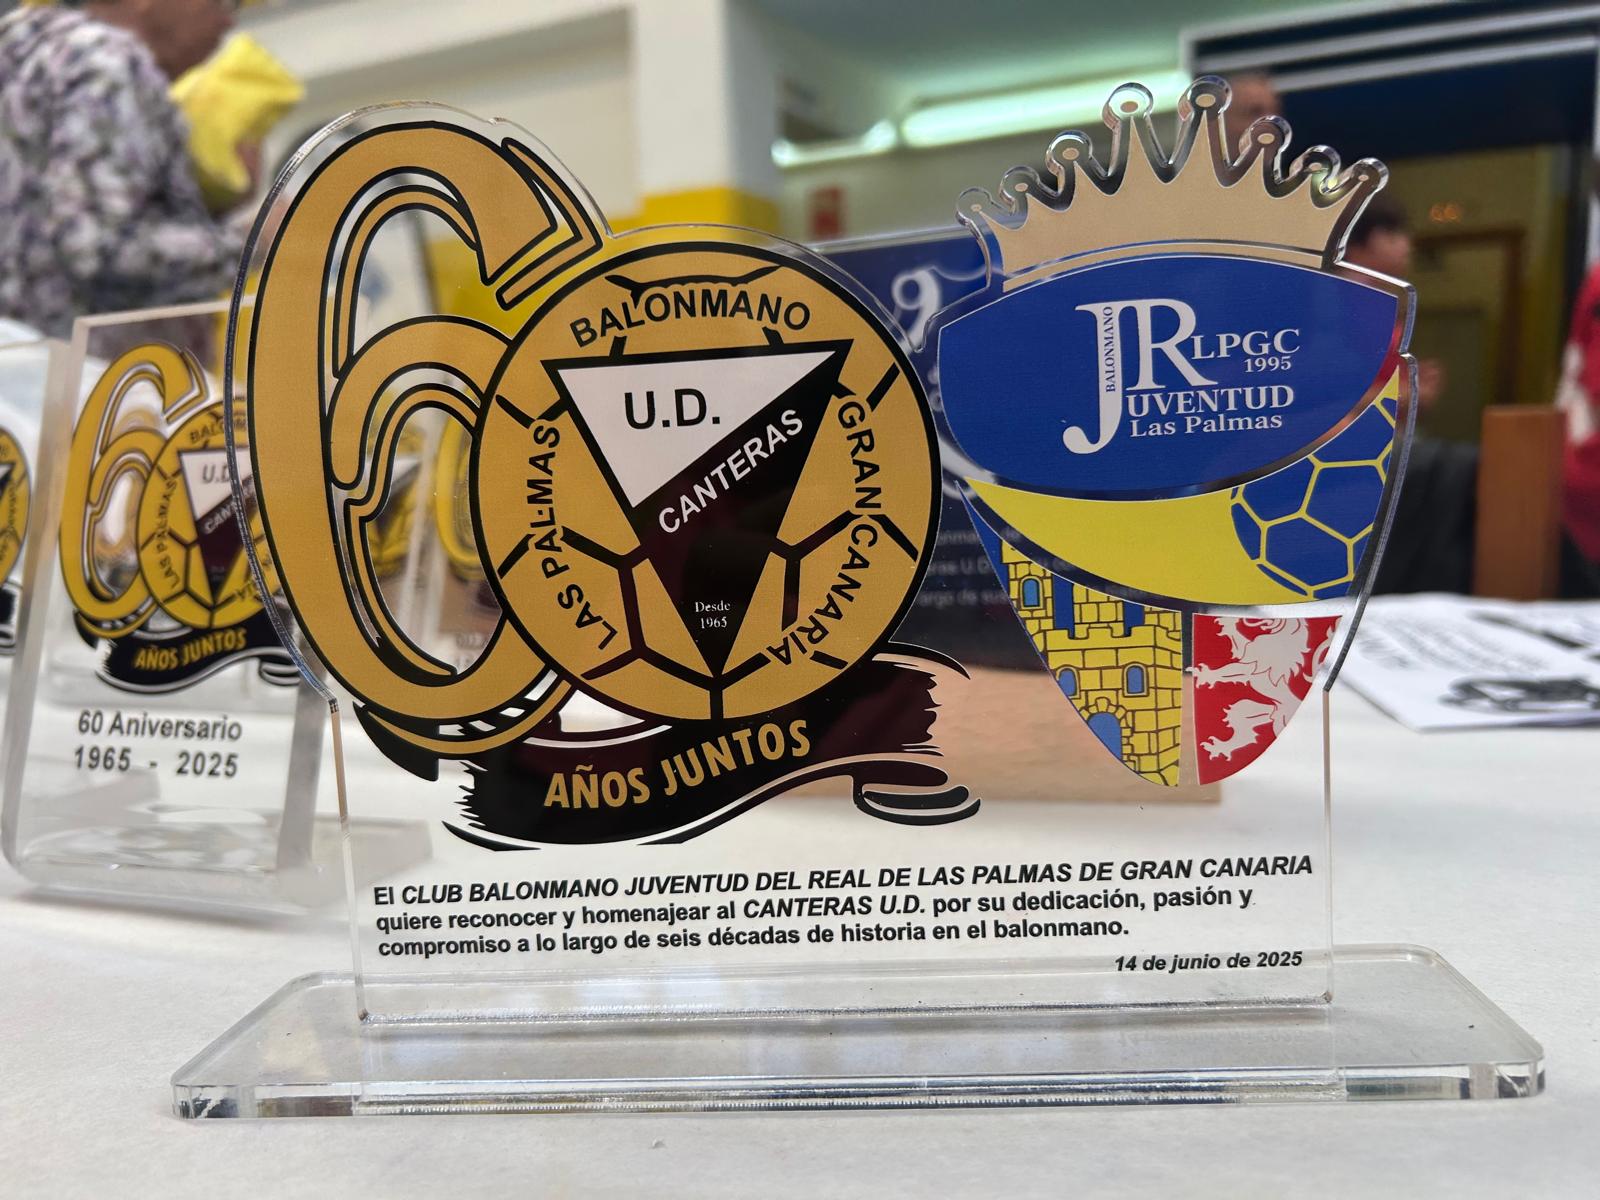 BALONMANO
LAS PALMAS
GRAN CANARIA
U.D.
CANTERAS
Desde
1965
AÑOS JUNTOS
BALONMANO
JR LPGC
1995
JUVENTUD
Las Palmas
El CLUB BALONMANO JUVENTUD DEL REAL DE LAS PALMAS DE GRAN CANARIA
quiere reconocer y homenajear al CANTERAS U.D. por su dedicación, pasión y
compromiso a lo largo de seis décadas de historia en el balonmano.
14 de junio de 2025
LAS PALMAS
AÑOS JUNTOS
60 Aniversario
1965 - 2025